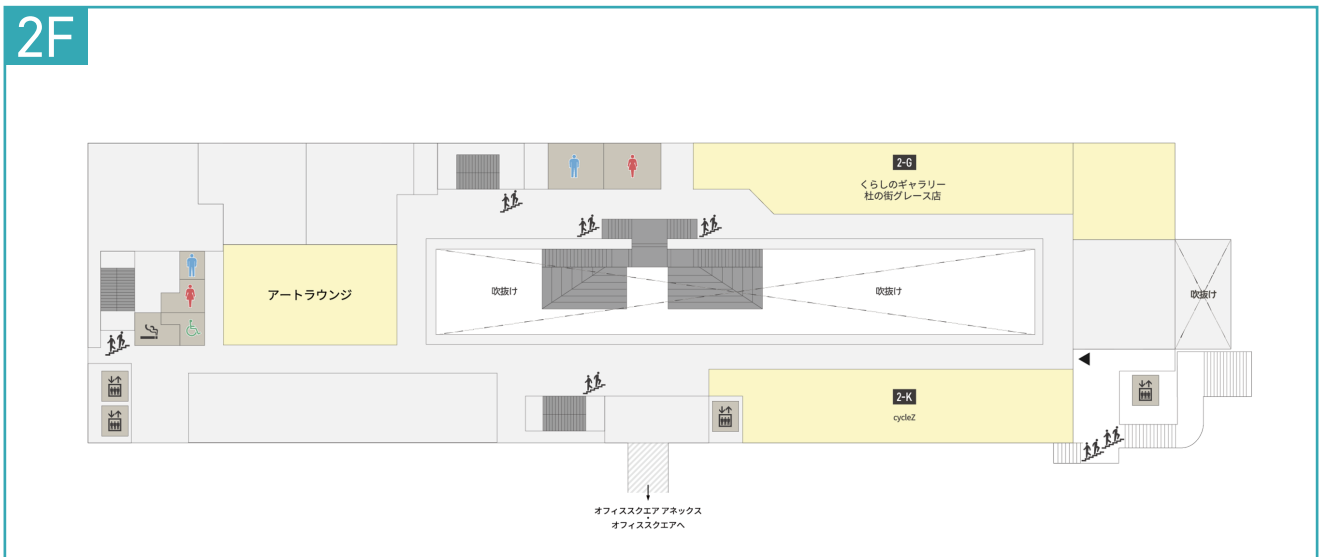 2F
2-G
くらしのギャラリー
杜の街グレース店
アートラウンジ
吹抜け
吹抜け
吹抜け
2-K
cycleZ
オフィススクエア アネックス
・
オフィススクエアへ